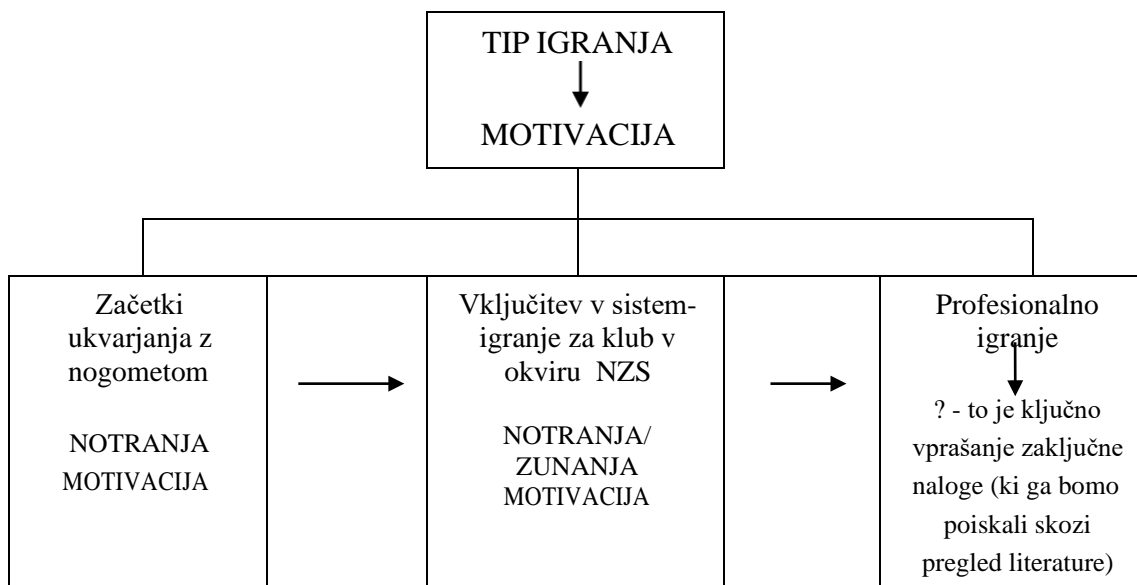 TIP IGRANJA
MOTIVACIJA
Začetki
ukvarjanja z
nogometom
NOTRANJA
MOTIVACIJA
Vključitev v sistem-
igranje za klub v
okviru NZS
NOTRANJA/
ZUNANJA
MOTIVACIJA
Profesionalno
igranje
? - to je ključno
vprašanje zaključne
naloge (ki ga bomo
poiskali skozi
pregled literature)